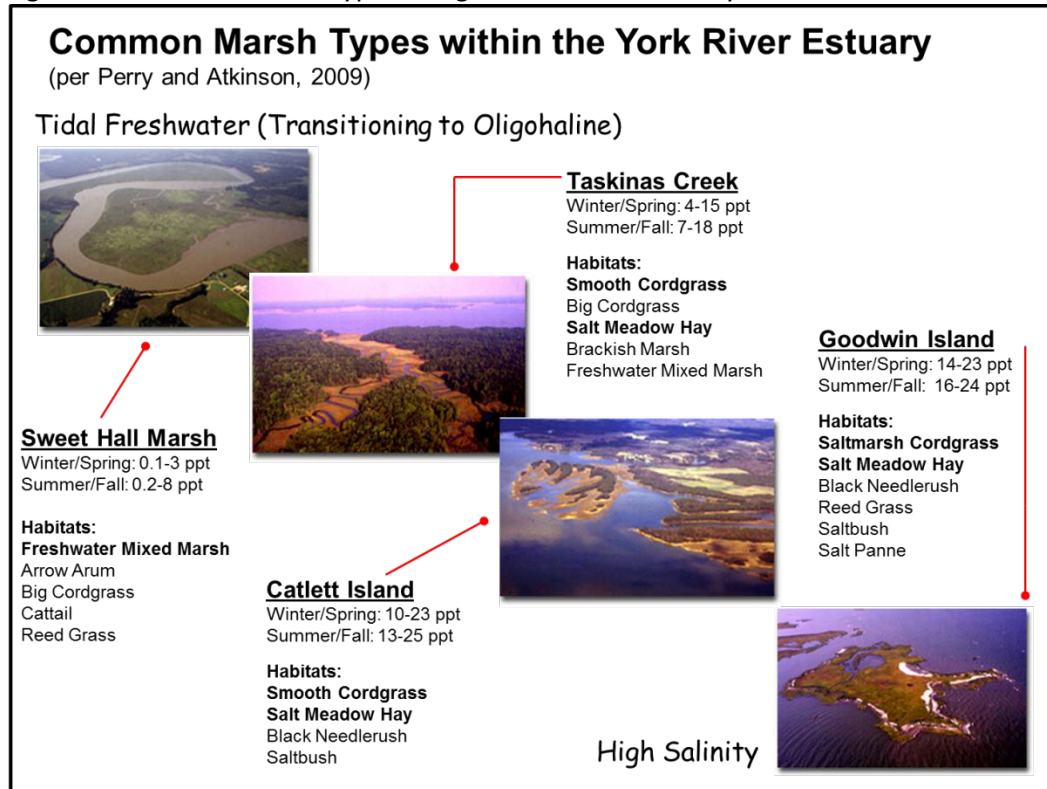 Common Marsh Types within the York River Estuary
(per Perry and Atkinson, 2009)
Tidal Freshwater (Transitioning to Oligohaline)
Taskinas Creek
Winter/Spring: 4-15 ppt
Summer/Fall: 7-18 ppt
Habitats:
Smooth Cordgrass
Big Cordgrass
Salt Meadow Hay
Brackish Marsh
Freshwater Mixed Marsh
Goodwin Island
Winter/Spring: 14-23 ppt
Summer/Fall: 16-24 ppt
Habitats:
Saltmarsh Cordgrass
Salt Meadow Hay
Black Needlerush
Reed Grass
Saltbush
Salt Panne
Sweet Hall Marsh
Winter/Spring: 0.1-3 ppt
Summer/Fall: 0.2-8 ppt
Habitats:
Freshwater Mixed Marsh
Arrow Arum
Big Cordgrass
Cattail
Reed Grass
Catlett Island
Winter/Spring: 10-23 ppt
Summer/Fall: 13-25 ppt
Habitats:
Smooth Cordgrass
Salt Meadow Hay
Black Needlerush
Saltbush
High Salinity